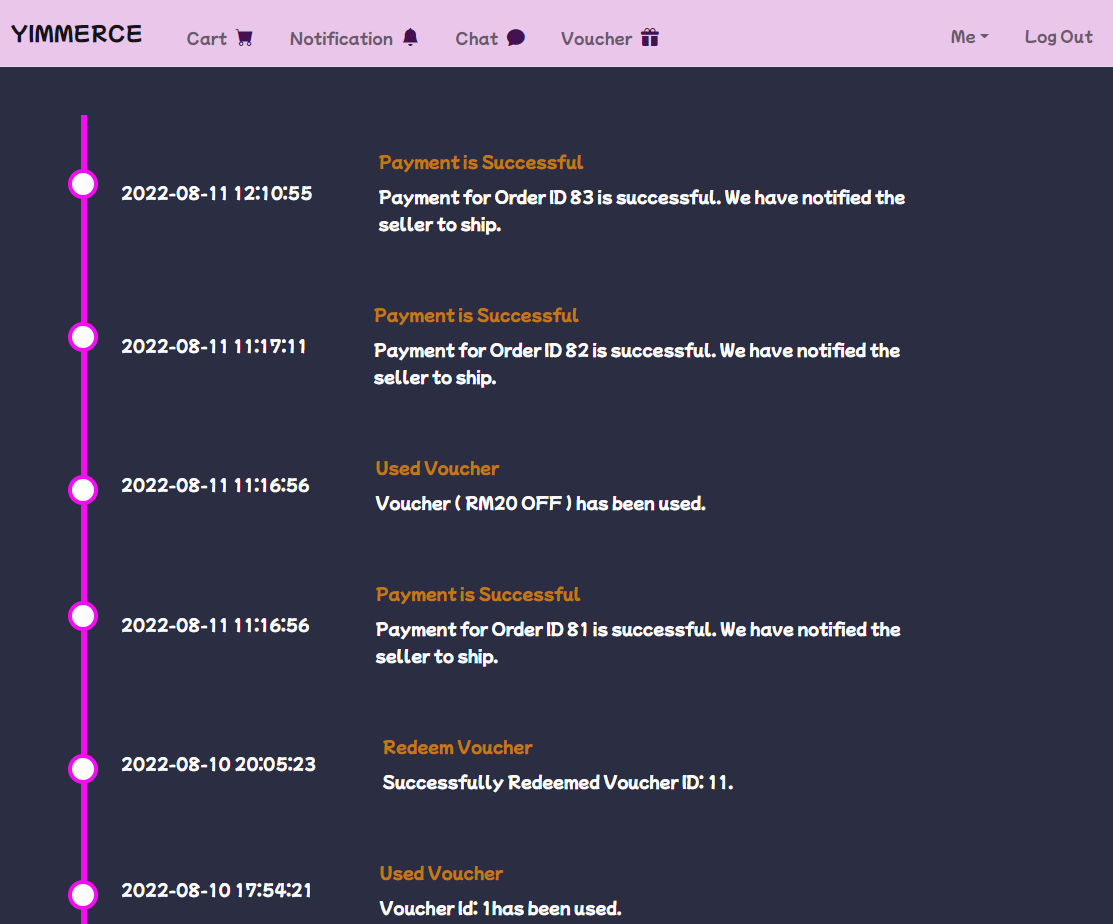 YIMMERCE Cart Notification Chat Voucher Me Log Out
Payment is Successful
2022-08-11 12:10:55
Payment for Order ID 83 is successful. We have notified the
seller to ship.
Payment is Successful
2022-08-11 11:17:11
Payment for Order ID 82 is successful. We have notified the
seller to ship.
Used Voucher
2022-08-11 11:16:56
Voucher ( RM20 OFF ) has been used.
Payment is Successful
2022-08-11 11:16:56
Payment for Order ID 81 is successful. We have notified the
seller to ship.
Redeem Voucher
2022-08-10 20:05:23
Successfully Redeemed Voucher ID: 11.
Used Voucher
2022-08-10 17:54:21
Voucher Id: 1has been used.